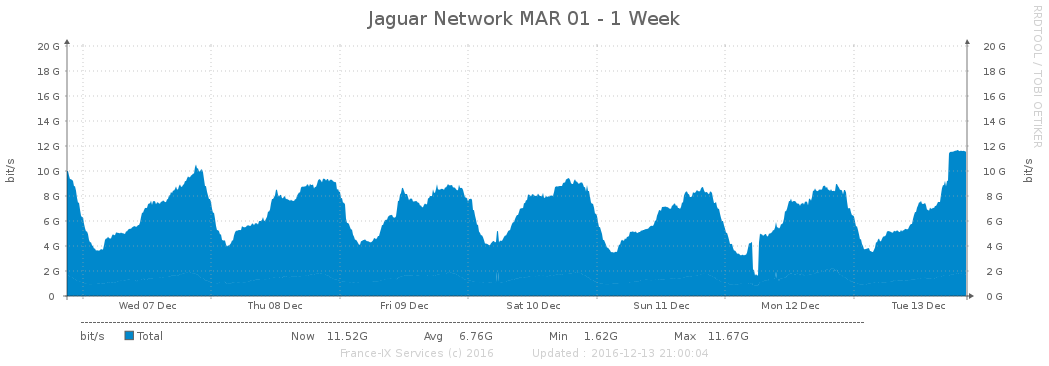 Jaguar Network MAR 01 - 1 Week
RRDTOOL / TOBI OETIKER
bit/s
bit/s
20 G 20 G
18 G 18 G
16 G 16 G
14 G 14 G
12 G 12 G
10 G 10 G
8 G 8 G
6 G 6 G
4 G 4 G
2 G 2 G
0 0 G
Wed 07 Dec Thu 08 Dec Fri 09 Dec Sat 10 Dec Sun 11 Dec Mon 12 Dec Tue 13 Dec
bit/s Total Now 11.52G Avg 6.76G Min 1.62G Max 11.67G
France-IX Services (c) 2016 Updated : 2016-12-13 21:00:04